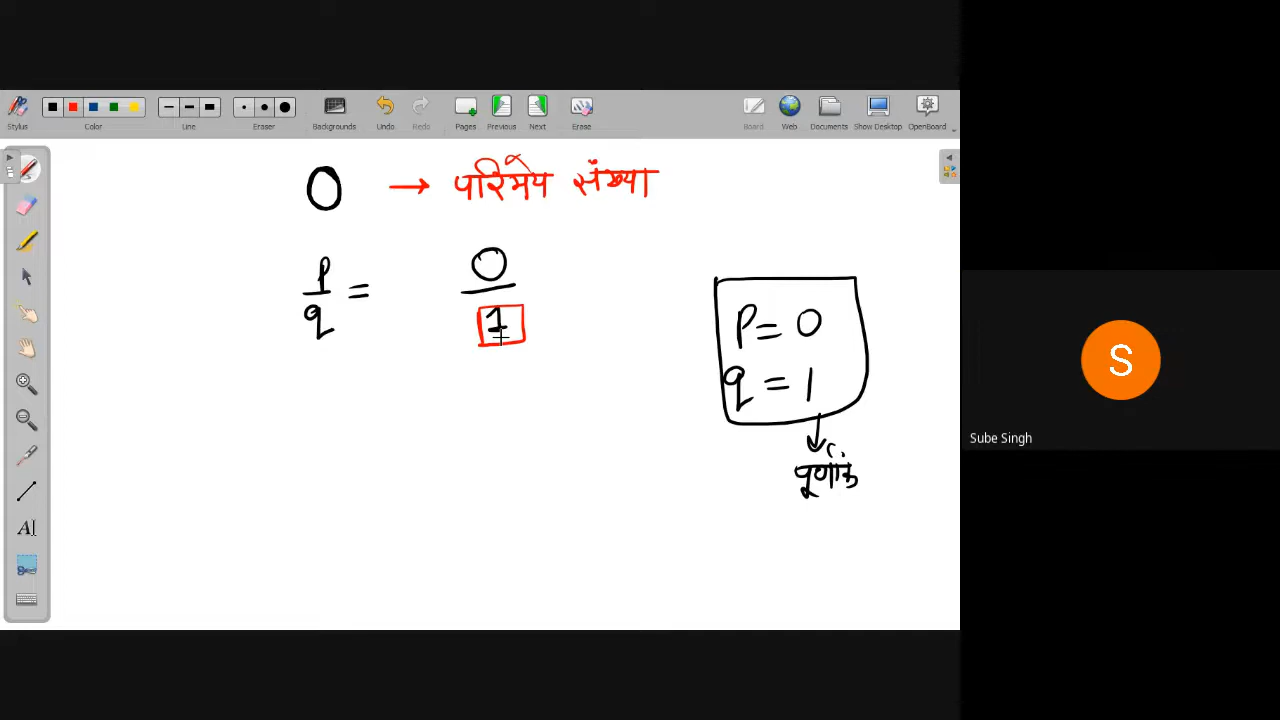 Stylus
Color
Line
Eraser
Backgrounds
Undo
Redo
Pages
Previous
Next
Erase
Board
Web
Documents
Show Desktop
OpenBoard
0 → परिमेय संख्या
p/q = 0/1
p = 0
q = 1
पूर्णांक
S
Sube Singh